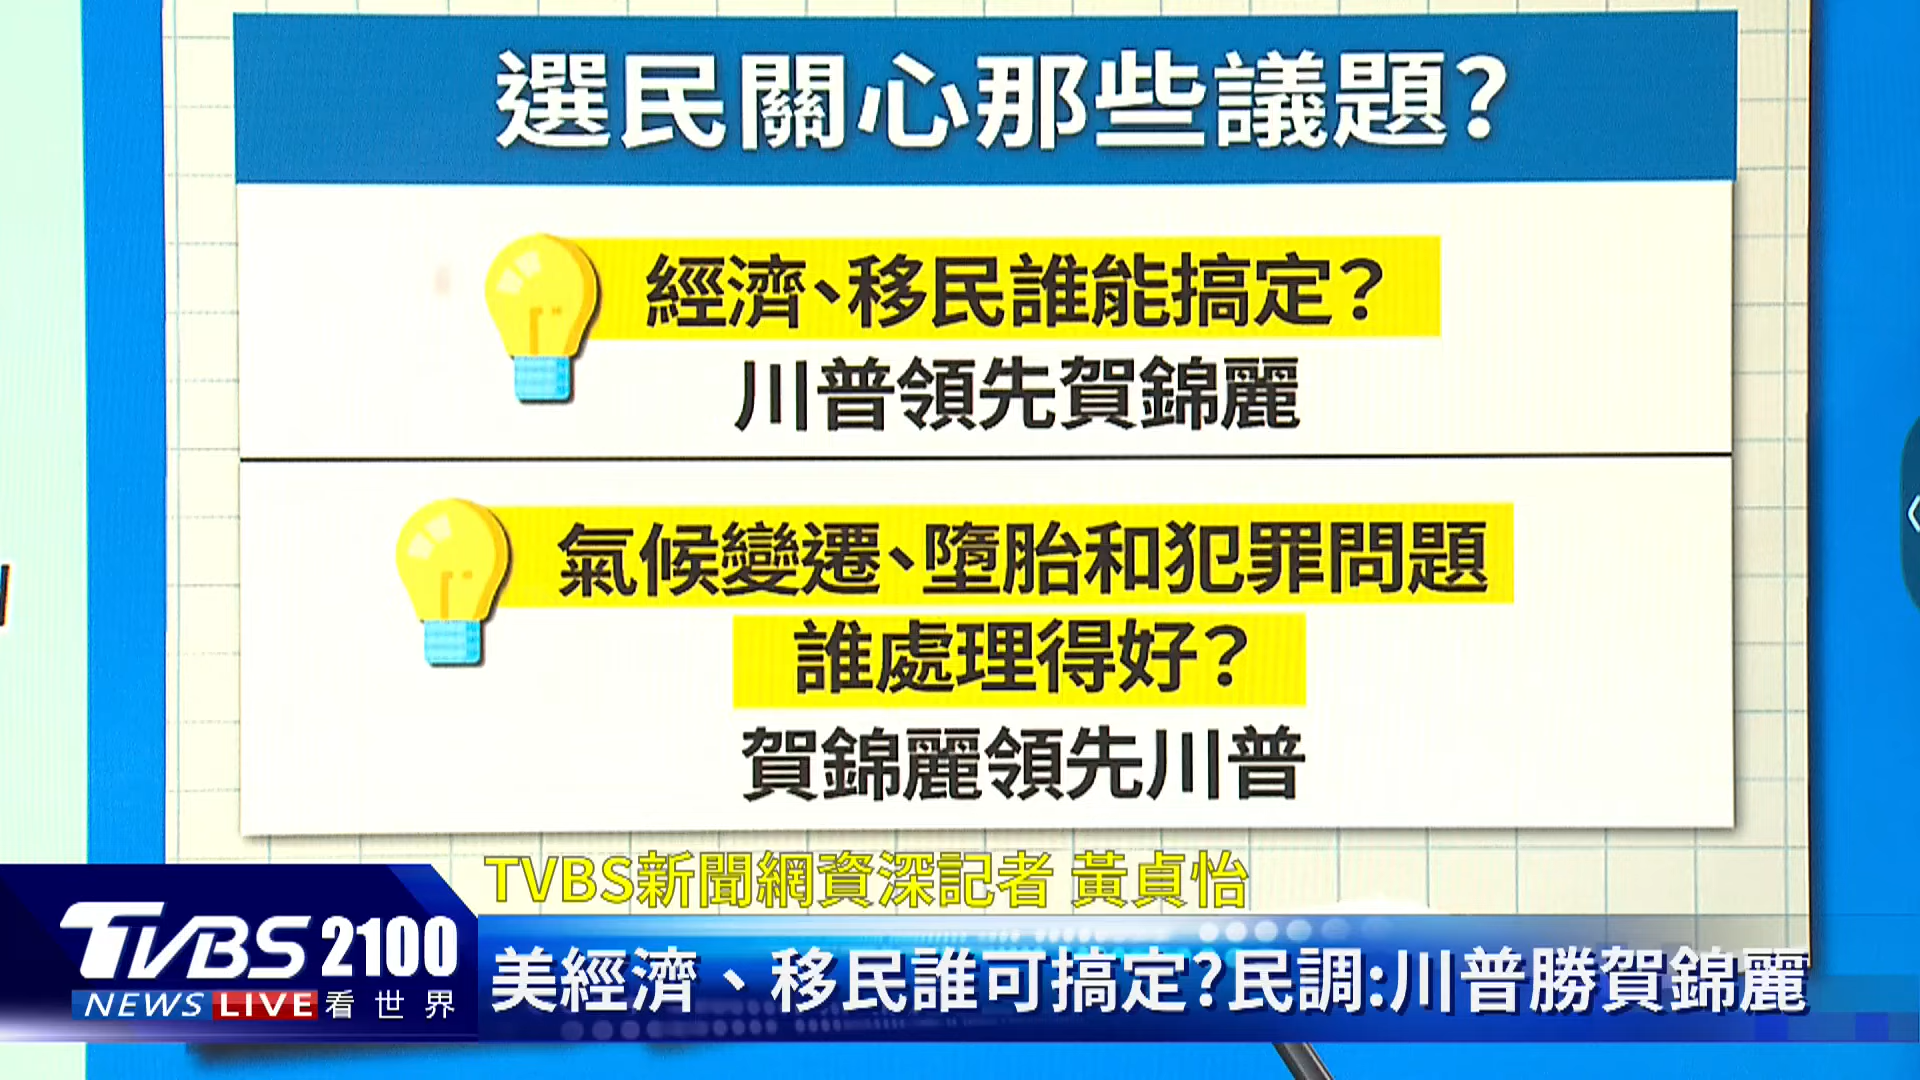 選民關心那些議題?
經濟、移民誰能搞定?
川普領先賀錦麗
氣候變遷、墮胎和犯罪問題
誰處理得好?
賀錦麗領先川普
TVBS新聞網資深記者 黃貞怡
TVBS 2100
NEWS LIVE 看世界
美經濟、移民誰可搞定?民調:川普勝賀錦麗